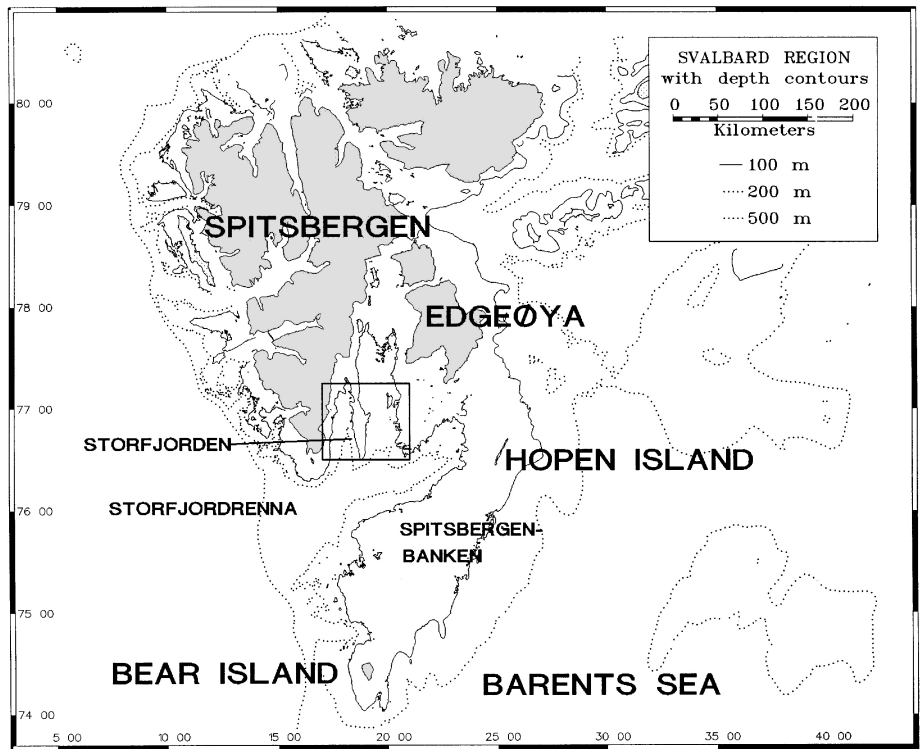 SVALBARD REGION
with depth contours
0 50 100 150 200
Kilometers
100 m
200 m
500 m
80 00
79 00
78 00
77 00
76 00
75 00
74 00
SPITSBERGEN
EDGEØYA
STORFJORDEN
HOPEN ISLAND
STORFJORDRENNA
SPITSBERGEN-
BANKEN
BEAR ISLAND
BARENTS SEA
5 00 10 00 15 00 20 00 25 00 30 00 35 00 40 00